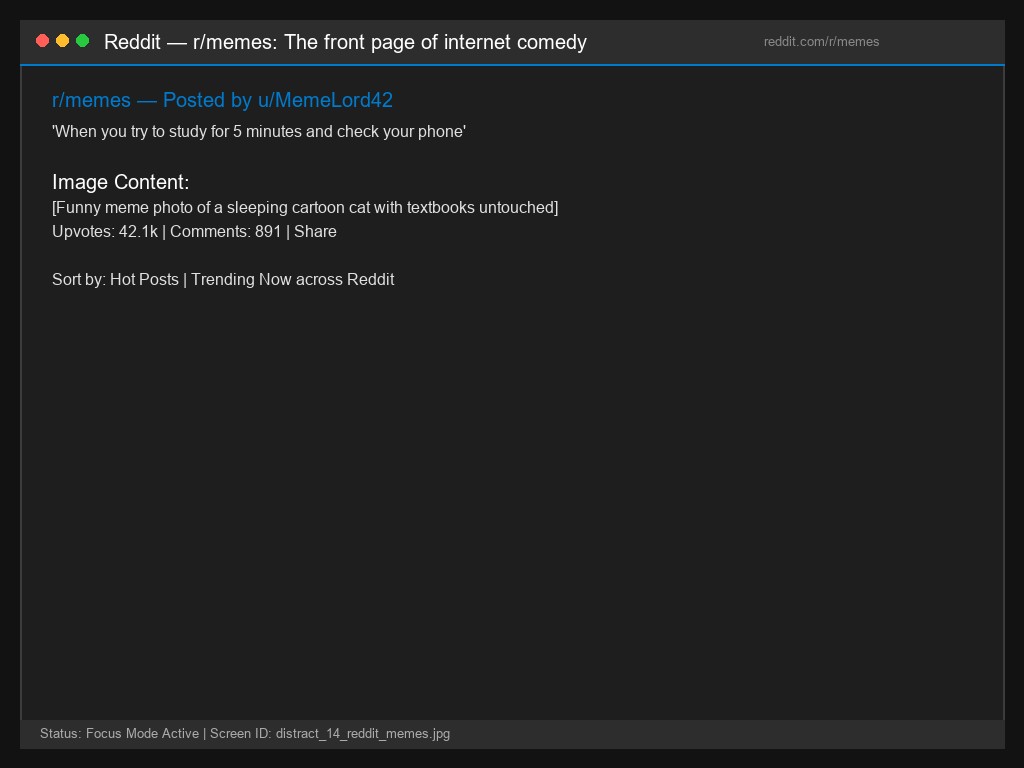 Reddit — r/memes: The front page of internet comedy
reddit.com/r/memes
r/memes — Posted by u/MemeLord42
'When you try to study for 5 minutes and check your phone'
Image Content:
[Funny meme photo of a sleeping cartoon cat with textbooks untouched]
Upvotes: 42.1k | Comments: 891 | Share
Sort by: Hot Posts | Trending Now across Reddit
Status: Focus Mode Active | Screen ID: distract_14_reddit_memes.jpg